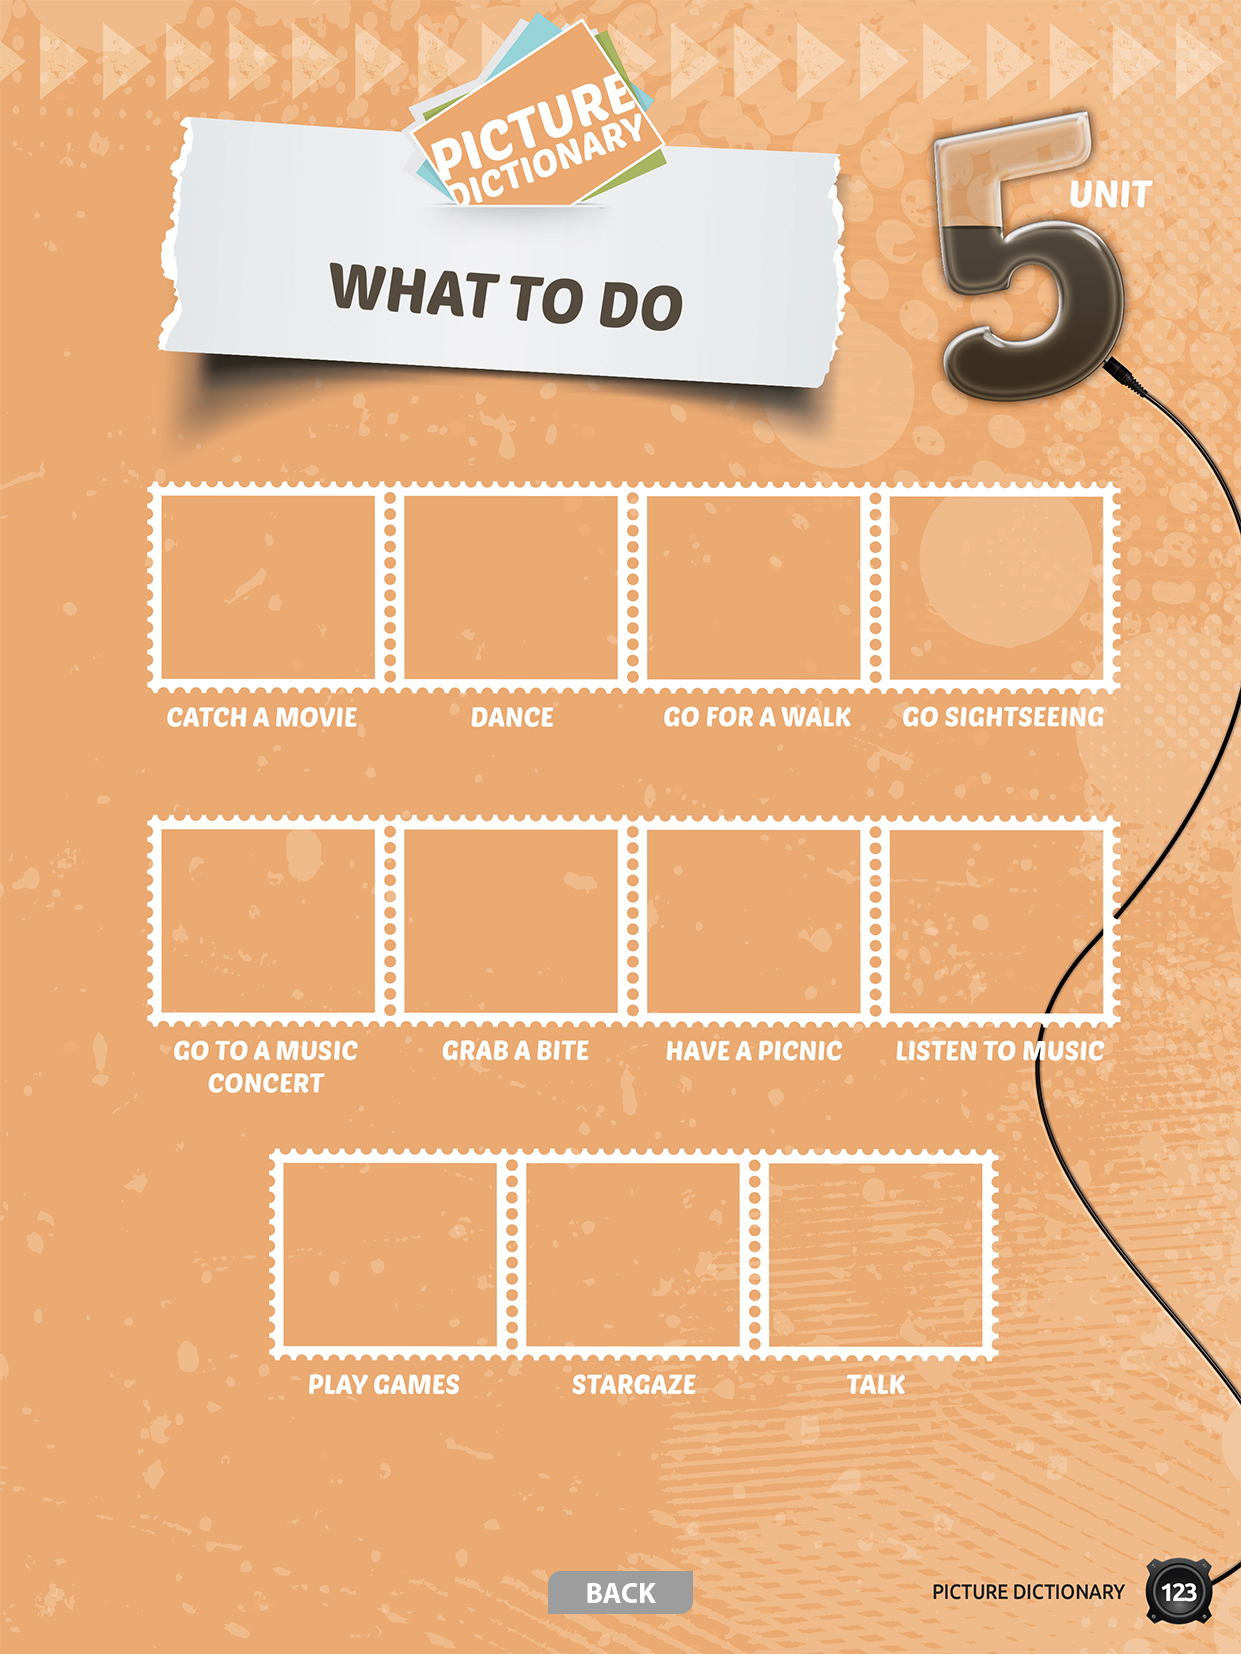 PICTURE
DICTIONARY
WHAT TO DO
5
UNIT
CATCH A MOVIE
DANCE
GO FOR A WALK
GO SIGHTSEEING
GO TO A MUSIC
CONCERT
GRAB A BITE
HAVE A PICNIC
LISTEN TO MUSIC
PLAY GAMES
STARGAZE
TALK
BACK
PICTURE DICTIONARY
123